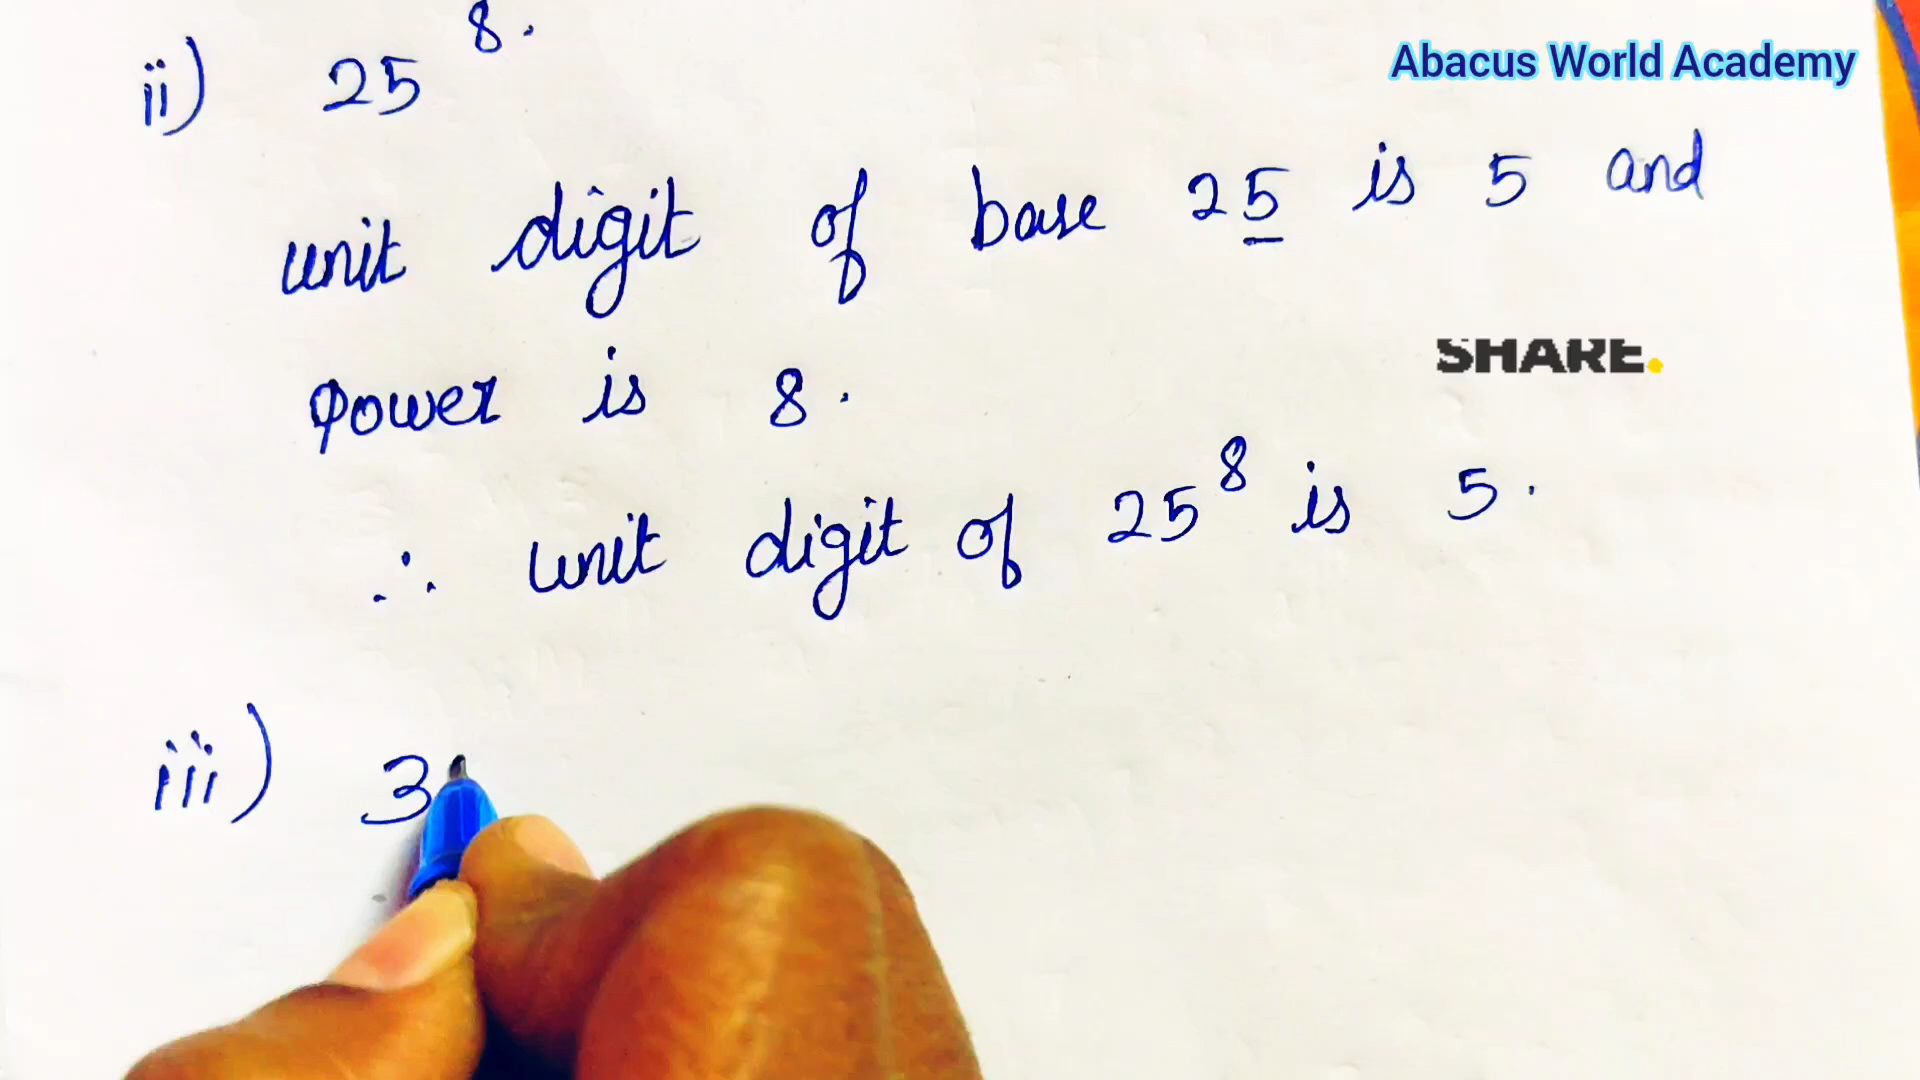 ii) 25^8.
Abacus World Academy
unit digit of base 25 is 5 and
SHARE.
power is 8.
∴ unit digit of 25^8 is 5.
iii) 3